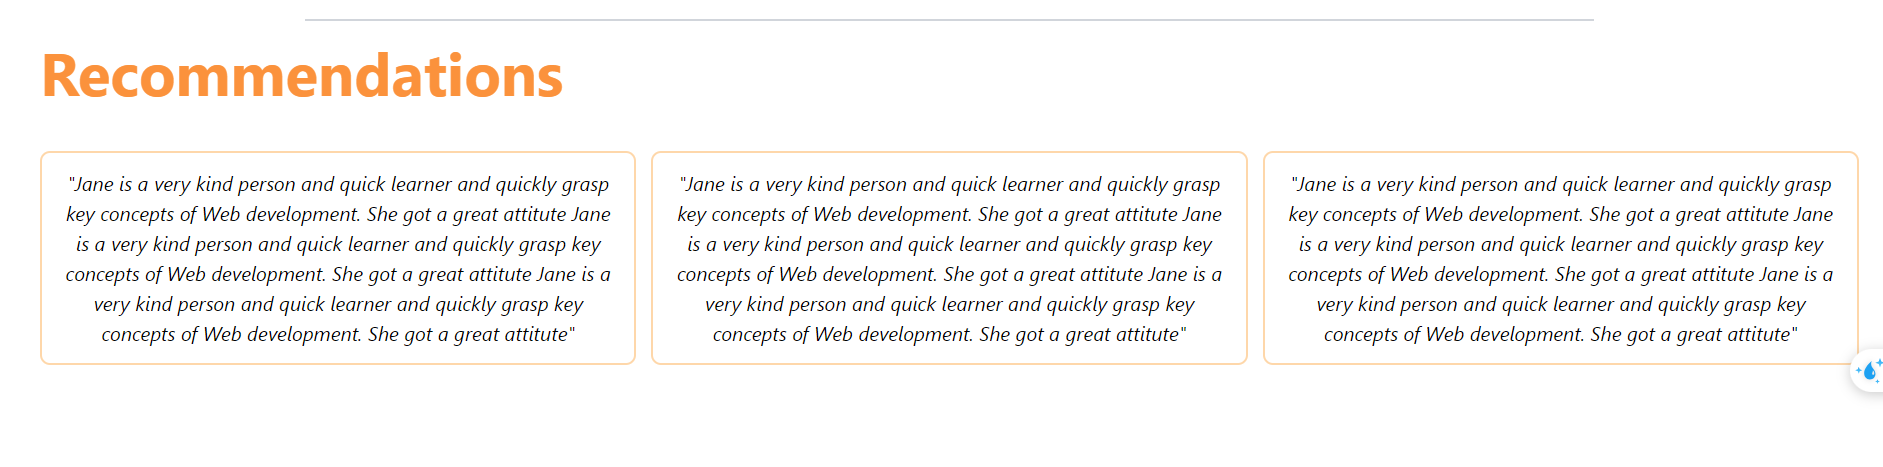 Recommendations
"Jane is a very kind person and quick learner and quickly grasp
key concepts of Web development. She got a great attitute Jane
is a very kind person and quick learner and quickly grasp key
concepts of Web development. She got a great attitute Jane is a
very kind person and quick learner and quickly grasp key
concepts of Web development. She got a great attitute"
"Jane is a very kind person and quick learner and quickly grasp
key concepts of Web development. She got a great attitute Jane
is a very kind person and quick learner and quickly grasp key
concepts of Web development. She got a great attitute Jane is a
very kind person and quick learner and quickly grasp key
concepts of Web development. She got a great attitute"
"Jane is a very kind person and quick learner and quickly grasp
key concepts of Web development. She got a great attitute Jane
is a very kind person and quick learner and quickly grasp key
concepts of Web development. She got a great attitute Jane is a
very kind person and quick learner and quickly grasp key
concepts of Web development. She got a great attitute"